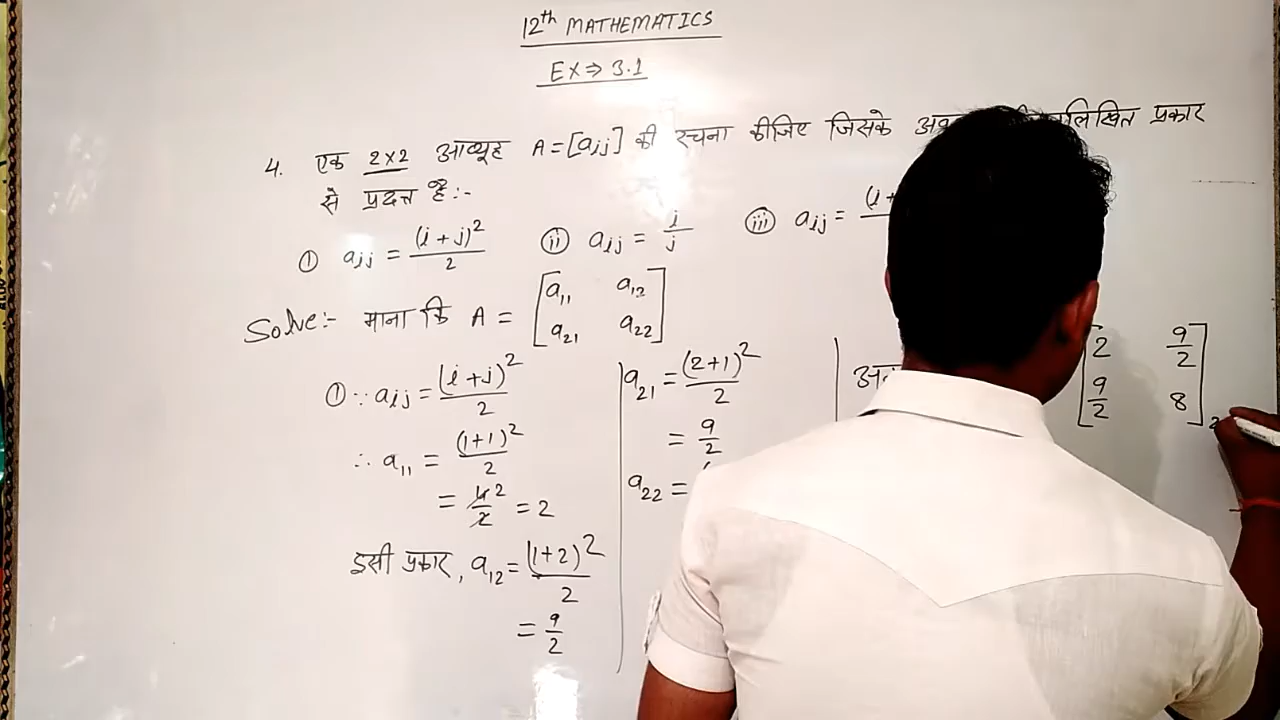 12th MATHEMATICS
EX⇒ 3.1
4. एक 2×2 आव्यूह A=[aij] की रचना कीजिए जिसके प्रकार
से प्रदत्त है:-
① aij = (i+j)²/2 ⓘⓘ aij = i/j ⓘⓘⓘ aij =
Solve:- माना कि A = [a11 a12
a21 a22]
① ∵ aij = (i+j)²/2
∴ a11 = (1+1)²/2
= 4/2 = 2
इसी प्रकार, a12 = (1+2)²/2
= 9/2
a21 = (2+1)²/2
= 9/2
a22 =
[2 9/2
9/2 8]